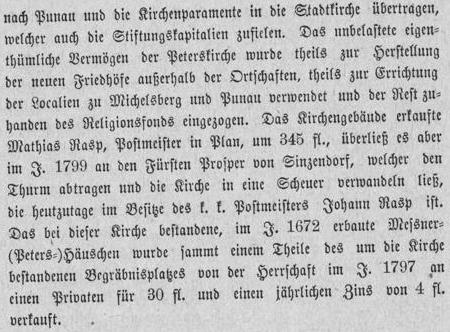 nach Punau und die Kirchenparamente in die Stadtkirche übertragen,
welcher auch die Stiftungskapitalien zufielen. Das unbelastete eigen-
thümliche Vermögen der Peterskirche wurde theils zur Herstellung
der neuen Friedhöfe außerhalb der Ortschaften, theils zur Errichtung
der Localien zu Michelsberg und Punau verwendet und der Rest zu-
handen des Religionsfonds eingezogen. Das Kirchengebäude erkaufte
Mathias Rasp, Postmeister in Plan, um 345 fl., überließ es aber
im J. 1799 an den Fürsten Prosper von Sinzendorf, welcher den
Thurm abtragen und die Kirche in eine Scheuer verwandeln ließ,
die heutzutage im Besitze des k. k. Postmeisters Johann Rasp ist.
Das bei dieser Kirche bestandene, im J. 1672 erbaute Messner-
(Peters-)Häuschen wurde sammt einem Theile des um die Kirche
bestandenen Begräbnisplatzes von der Herrschaft im J. 1797 an
einen Privaten für 30 fl. und einen jährlichen Zins von 4 fl.
verkauft.